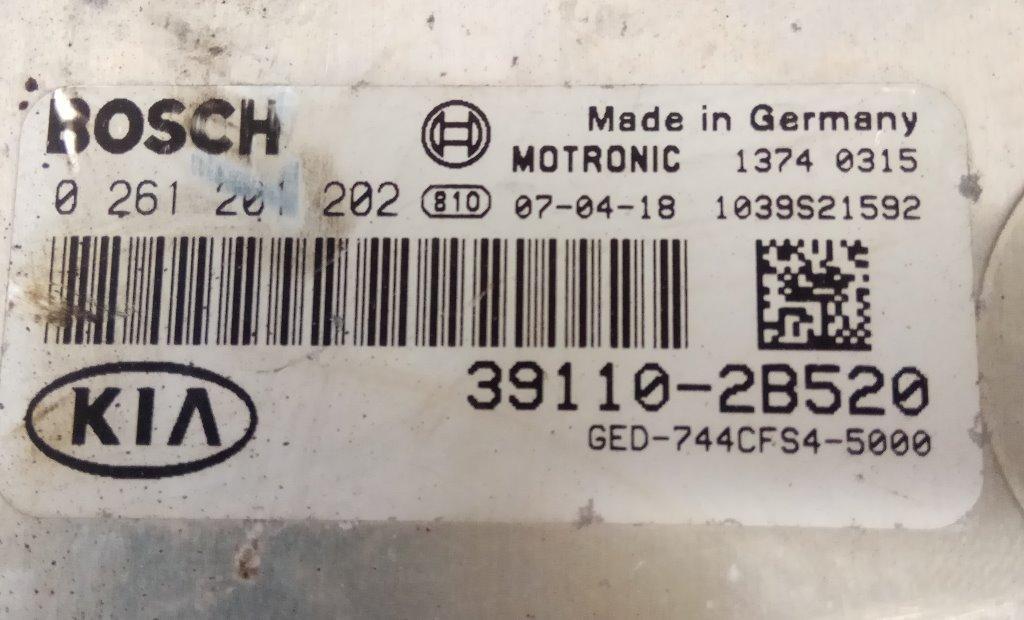 BOSCH
Made in Germany
MOTRONIC 1374 0315
0 261 201 202 810 07-04-18 1039S21592
39110-2B520
KIA
GED-744CFS4-5000